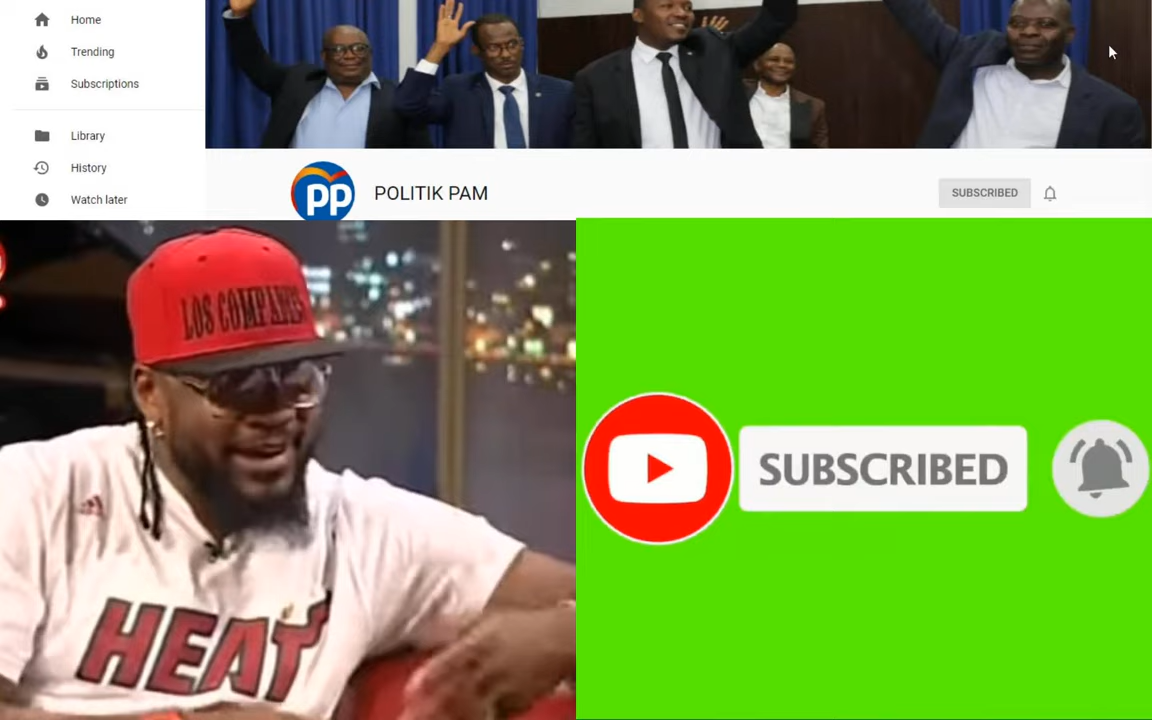 Home
Trending
Subscriptions
Library
History
Watch later
PP
POLITIK PAM
SUBSCRIBED
LOS COMPADRES
HEAT
SUBSCRIBED